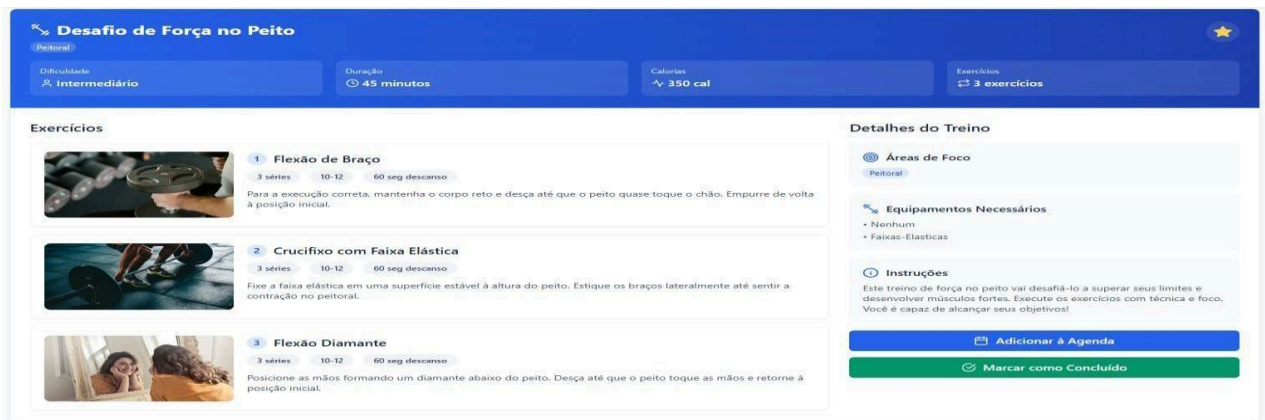 Desafio de Força no Peito
Peitoral
Dificuldade
Intermediário
Duração
45 minutos
Calorias
350 cal
Exercícios
3 exercícios
Exercícios
1 Flexão de Braço
3 séries 10-12 60 seg descanso
Para a execução correta, mantenha o corpo reto e desça até que o peito quase toque o chão. Empurre de volta
à posição inicial.
2 Crucifixo com Faixa Elástica
3 séries 10-12 60 seg descanso
Fixe a faixa elástica em uma superfície estável à altura do peito. Estique os braços lateralmente até sentir a
contração no peitoral.
3 Flexão Diamante
3 séries 10-12 60 seg descanso
Posicione as mãos formando um diamante abaixo do peito. Desça até que o peito toque as mãos e retorne à
posição inicial.
Detalhes do Treino
Áreas de Foco
Peitoral
Equipamentos Necessários
• Nenhum
• Faixas-Elasticas
Instruções
Este treino de força no peito vai desafiá-lo a superar seus limites e
desenvolver músculos fortes. Execute os exercícios com técnica e foco.
Você é capaz de alcançar seus objetivos!
Adicionar à Agenda
Marcar como Concluído